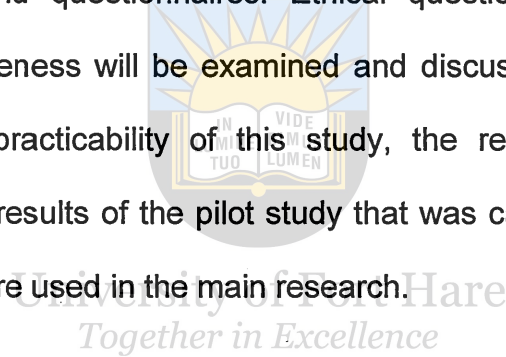 questionnaires. Ethical
eness will be examined and discus
practicability of this study, the re
IN VIDE
TUO LUMEN
results of the pilot study that was c
re used in the main research.
University of Fort Hare
Together in Excellence